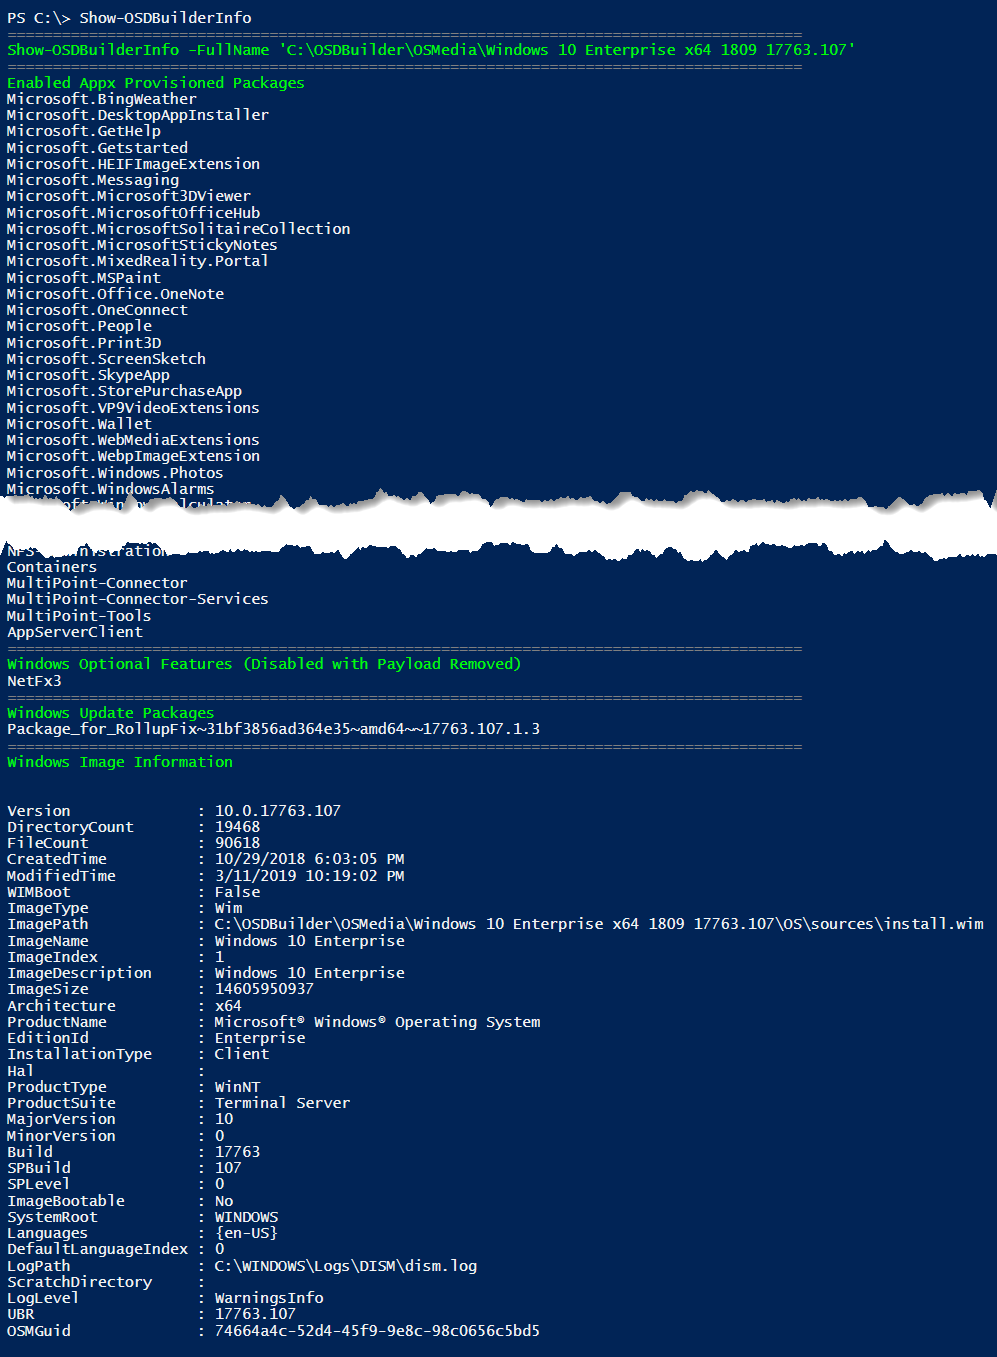 PS C:\> Show-OSDBuilderInfo
========================================================================================
Show-OSDBuilderInfo -FullName 'C:\OSDBuilder\OSMedia\Windows 10 Enterprise x64 1809 17763.107'
========================================================================================
Enabled Appx Provisioned Packages
Microsoft.BingWeather
Microsoft.DesktopAppInstaller
Microsoft.GetHelp
Microsoft.Getstarted
Microsoft.HEIFImageExtension
Microsoft.Messaging
Microsoft.Microsoft3DViewer
Microsoft.MicrosoftOfficeHub
Microsoft.MicrosoftSolitaireCollection
Microsoft.MicrosoftStickyNotes
Microsoft.MixedReality.Portal
Microsoft.MSPaint
Microsoft.Office.OneNote
Microsoft.OneConnect
Microsoft.People
Microsoft.Print3D
Microsoft.ScreenSketch
Microsoft.SkypeApp
Microsoft.StorePurchaseApp
Microsoft.VP9VideoExtensions
Microsoft.Wallet
Microsoft.WebMediaExtensions
Microsoft.WebpImageExtension
Microsoft.Windows.Photos
Microsoft.WindowsAlarms
Containers
MultiPoint-Connector
MultiPoint-Connector-Services
MultiPoint-Tools
AppServerClient
========================================================================================
Windows Optional Features (Disabled with Payload Removed)
NetFx3
========================================================================================
Windows Update Packages
Package_for_RollupFix~31bf3856ad364e35~amd64~~17763.107.1.3
========================================================================================
Windows Image Information
Version : 10.0.17763.107
DirectoryCount : 19468
FileCount : 90618
CreatedTime : 10/29/2018 6:03:05 PM
ModifiedTime : 3/11/2019 10:19:02 PM
WIMBoot : False
ImageType : Wim
ImagePath : C:\OSDBuilder\OSMedia\Windows 10 Enterprise x64 1809 17763.107\OS\sources\install.wim
ImageName : Windows 10 Enterprise
ImageIndex : 1
ImageDescription : Windows 10 Enterprise
ImageSize : 14605950937
Architecture : x64
ProductName : Microsoft® Windows® Operating System
EditionId : Enterprise
InstallationType : Client
Hal :
ProductType : WinNT
ProductSuite : Terminal Server
MajorVersion : 10
MinorVersion : 0
Build : 17763
SPBuild : 107
SPLevel : 0
ImageBootable : No
SystemRoot : WINDOWS
Languages : {en-US}
DefaultLanguageIndex : 0
LogPath : C:\WINDOWS\Logs\DISM\dism.log
ScratchDirectory :
LogLevel : WarningsInfo
UBR : 17763.107
OSMGuid : 74664a4c-52d4-45f9-9e8c-98c0656c5bd5